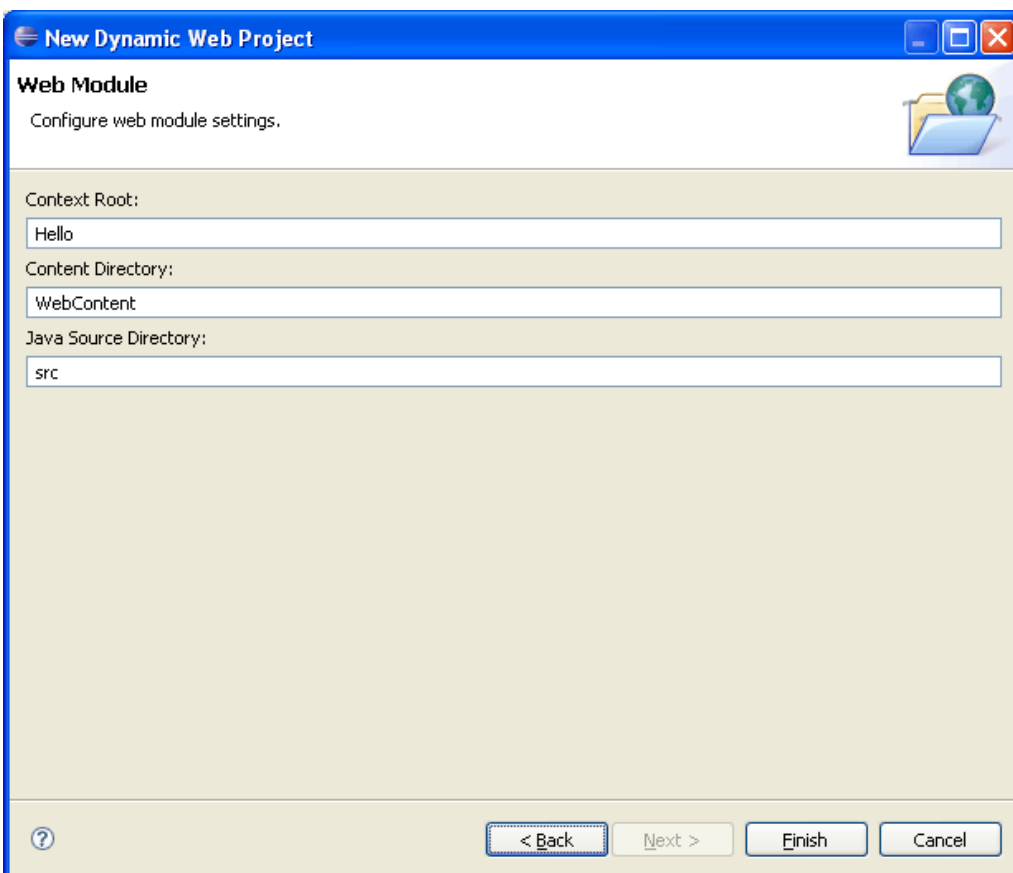 New Dynamic Web Project
Web Module
Configure web module settings.
Context Root:
Hello
Content Directory:
WebContent
Java Source Directory:
src
? < Back Next > Finish Cancel